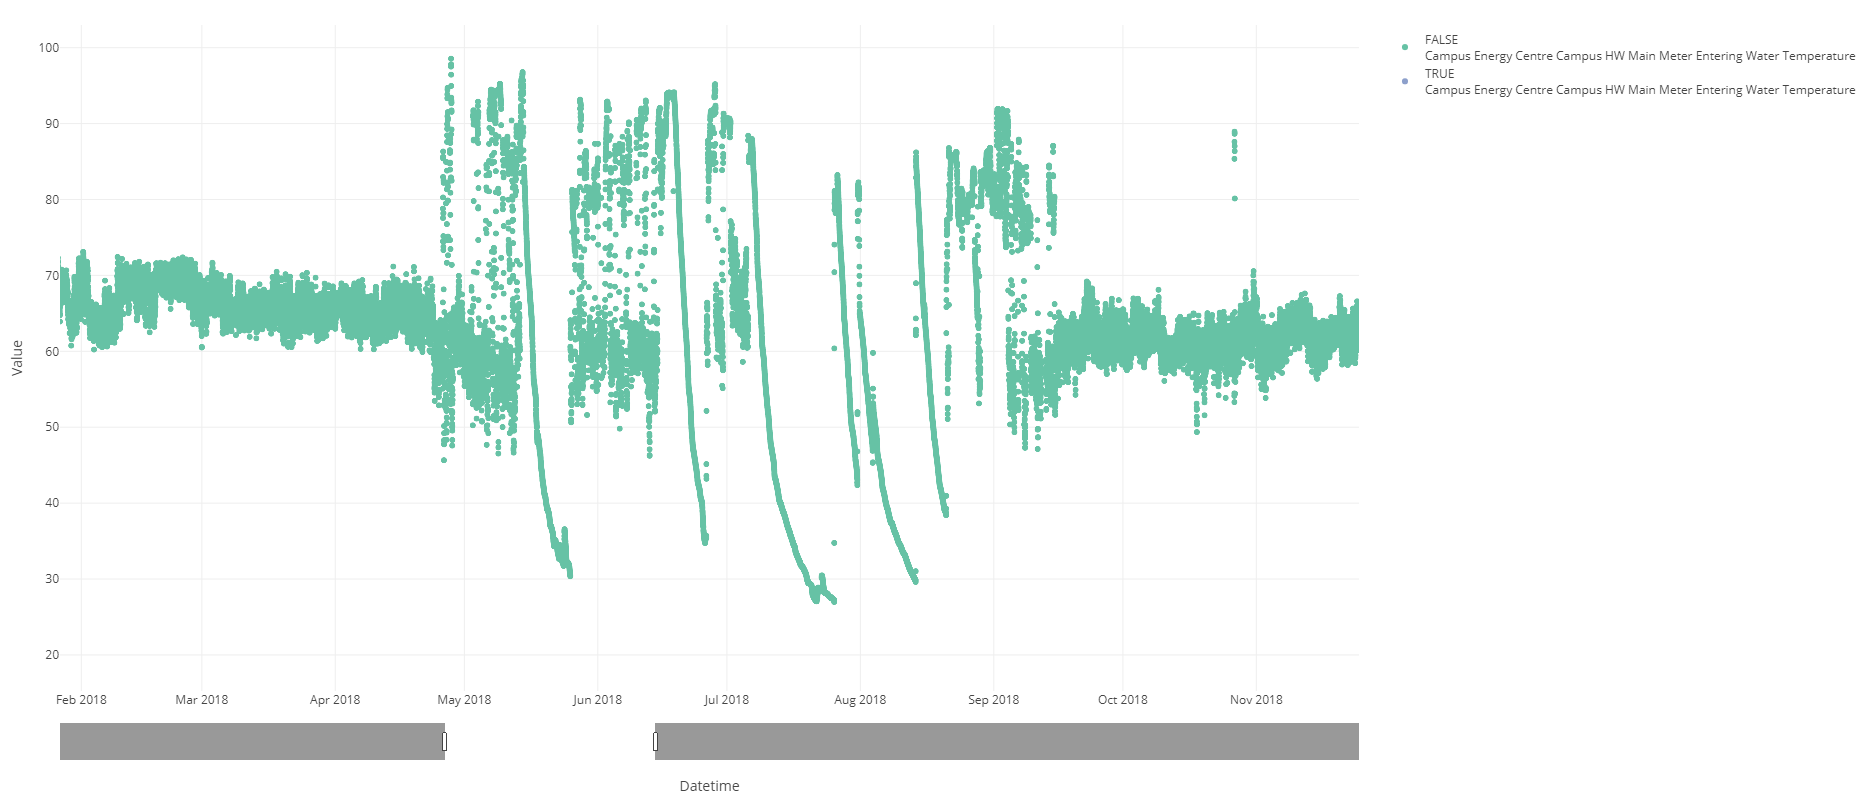 FALSE
Campus Energy Centre Campus HW Main Meter Entering Water Temperature
TRUE
Campus Energy Centre Campus HW Main Meter Entering Water Temperature
Value
100
90
80
70
60
50
40
30
20
Feb 2018 Mar 2018 Apr 2018 May 2018 Jun 2018 Jul 2018 Aug 2018 Sep 2018 Oct 2018 Nov 2018
Datetime